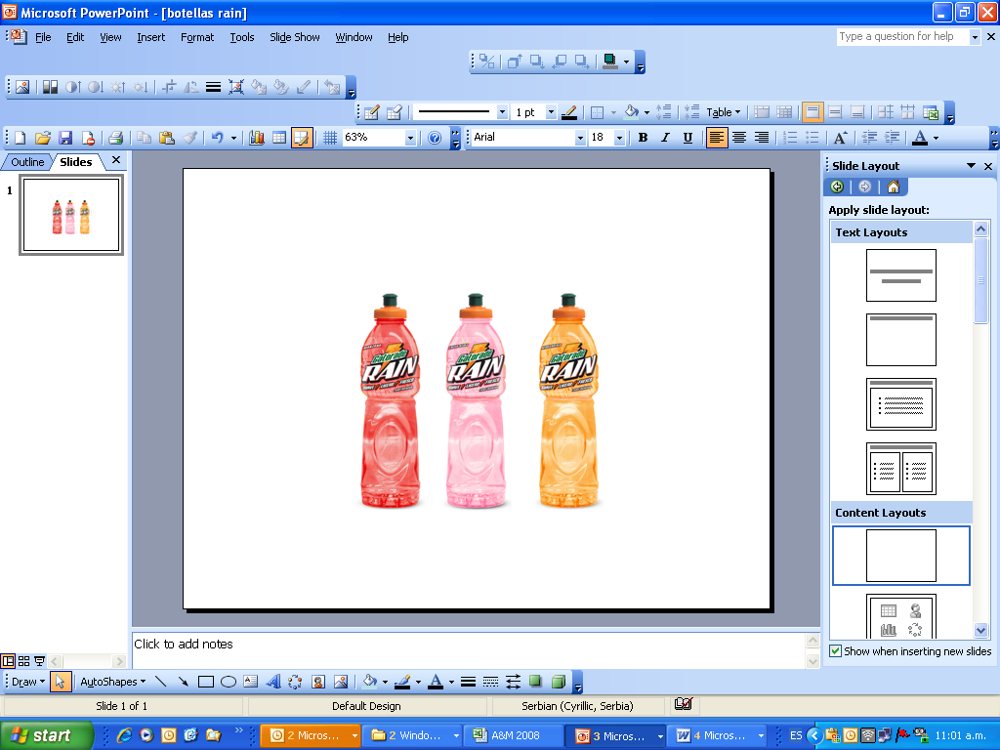 Microsoft PowerPoint - [botellas rain]
File Edit View Insert Format Tools Slide Show Window Help
Type a question for help
1 pt Table
63% Arial 18 B I U A
Outline Slides
1
Gatorade
RAIN
Gatorade
RAIN
Gatorade
RAIN
Slide Layout
Apply slide layout:
Text Layouts
Content Layouts
Show when inserting new slides
Click to add notes
Draw AutoShapes
Slide 1 of 1 Default Design Serbian (Cyrillic, Serbia)
start 2 Micros... 2 Windo... A&M 2008 3 Micros... 4 Micros... ES 11:01 a.m.